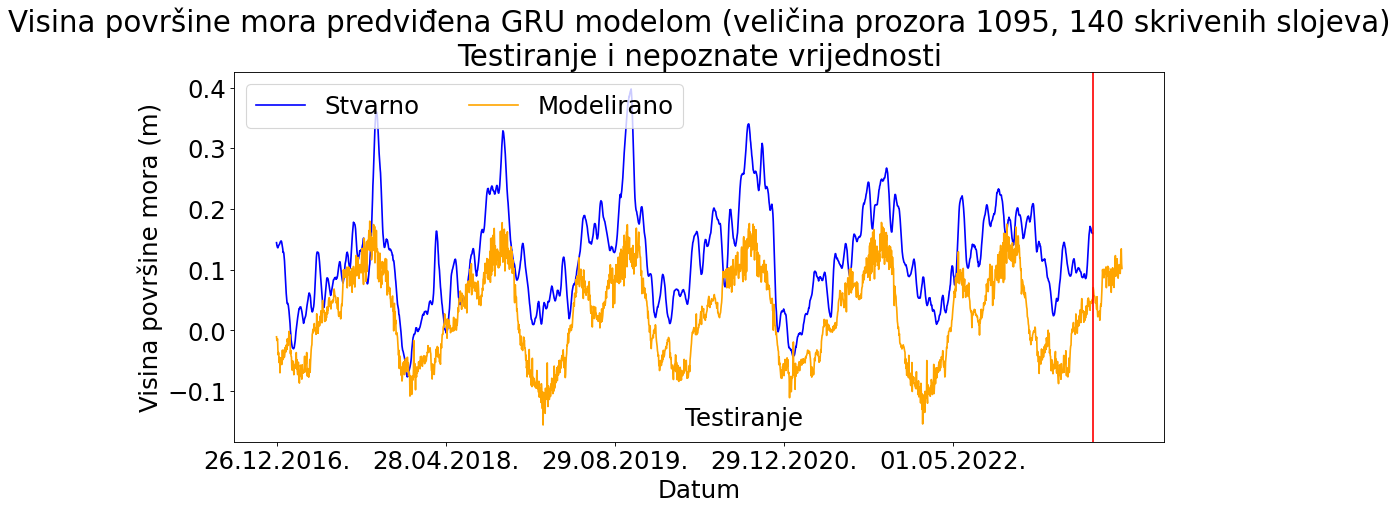 Visina površine mora predviđena GRU modelom (veličina prozora 1095, 140 skrivenih slojeva)
Testiranje i nepoznate vrijednosti
Stvarno
Modelirano
Visina površine mora (m)
0.4
0.3
0.2
0.1
0.0
−0.1
Testiranje
26.12.2016.
28.04.2018.
29.08.2019.
29.12.2020.
01.05.2022.
Datum